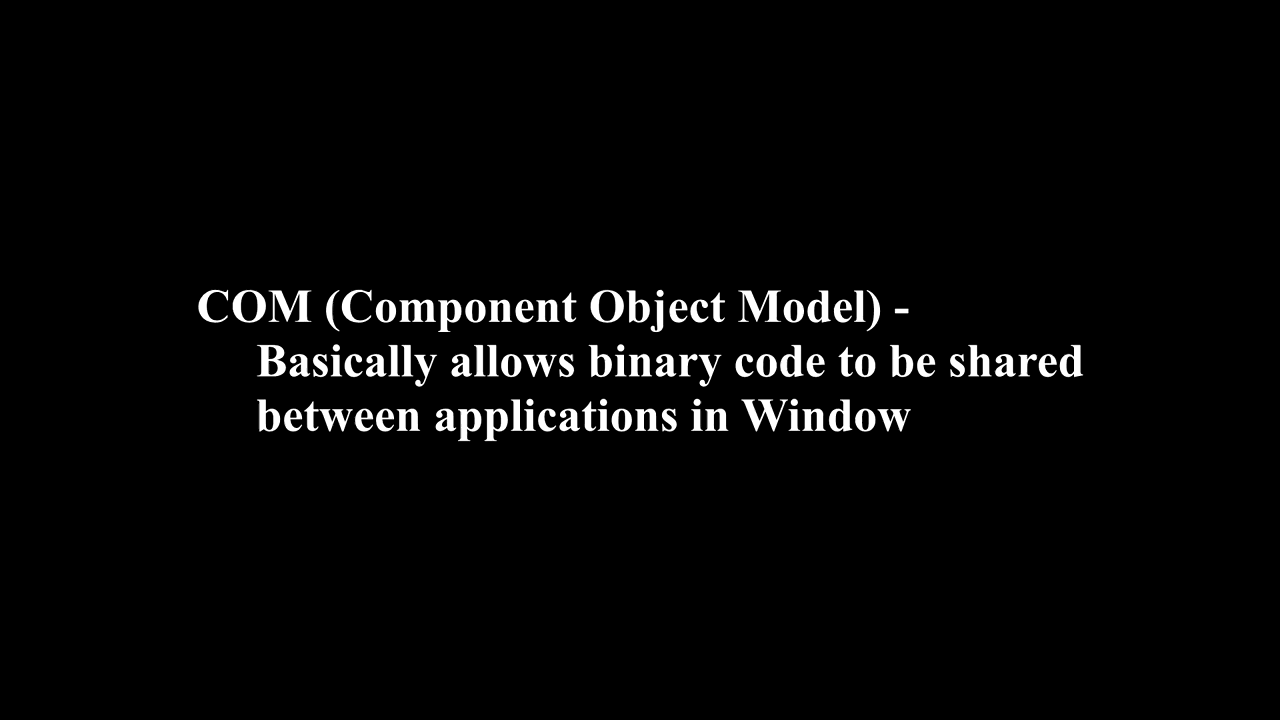 COM (Component Object Model) -
Basically allows binary code to be shared
between applications in Window